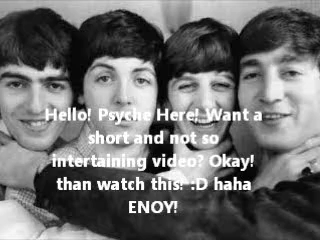 Hello! Psyche Here! Want a
short and not so
intertaining video? Okay!
than watch this! :D haha
ENOY!